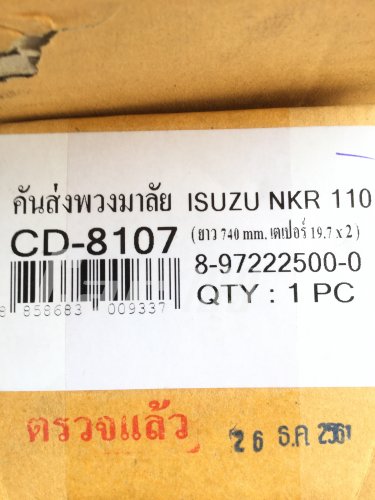 คันส่งพวงมาลัย ISUZU NKR 110
CD-8107 (ยาว 740 mm. เตเปอร์ 19.7 x 2)
8-97222500-0
QTY : 1 PC
8 858683 009337
ตรวจแล้ว
26 ธ.ค 2561